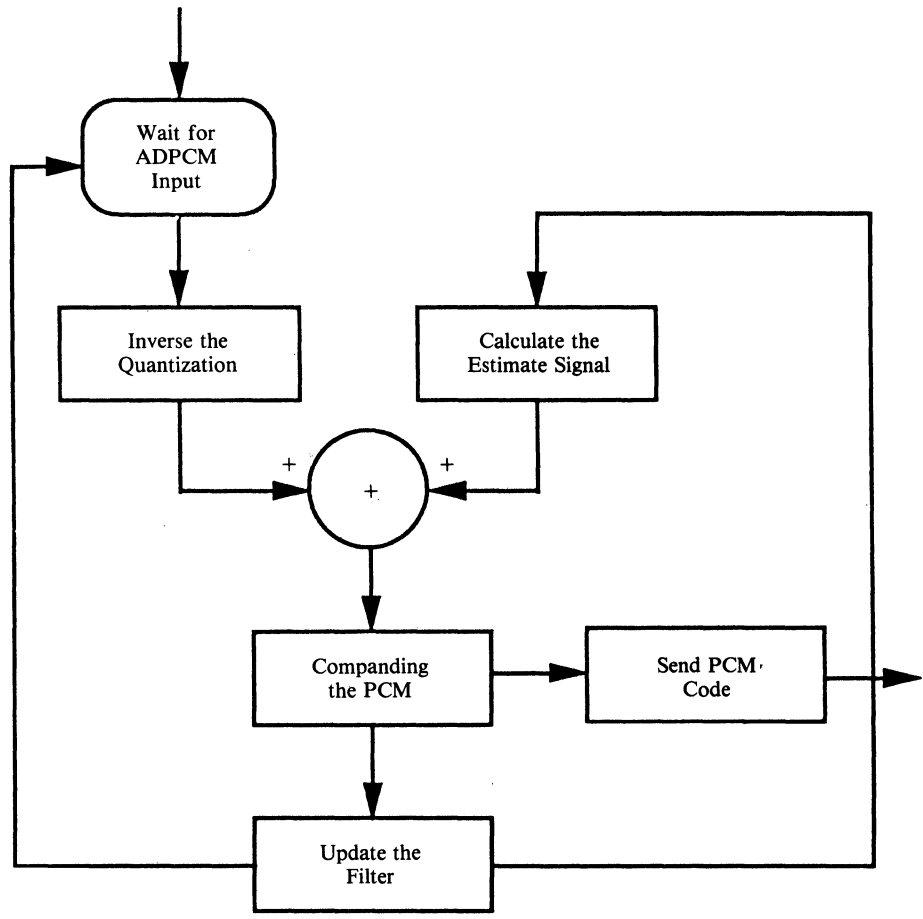 Wait for
ADPCM
Input
Inverse the
Quantization
Calculate the
Estimate Signal
+
+
+
Companding
the PCM
Send PCM
Code
Update the
Filter